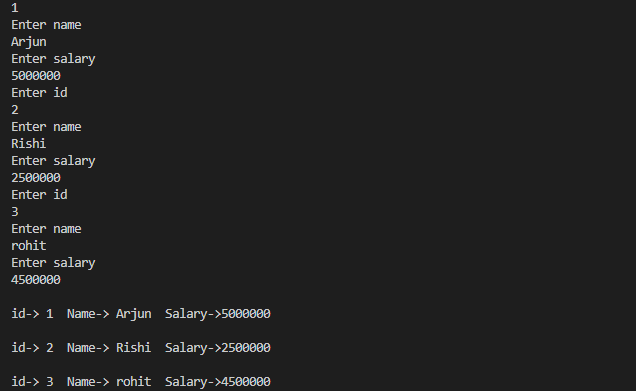 1
Enter name
Arjun
Enter salary
5000000
Enter id
2
Enter name
Rishi
Enter salary
2500000
Enter id
3
Enter name
rohit
Enter salary
4500000
id-> 1  Name-> Arjun  Salary->5000000
id-> 2  Name-> Rishi  Salary->2500000
id-> 3  Name-> rohit  Salary->4500000